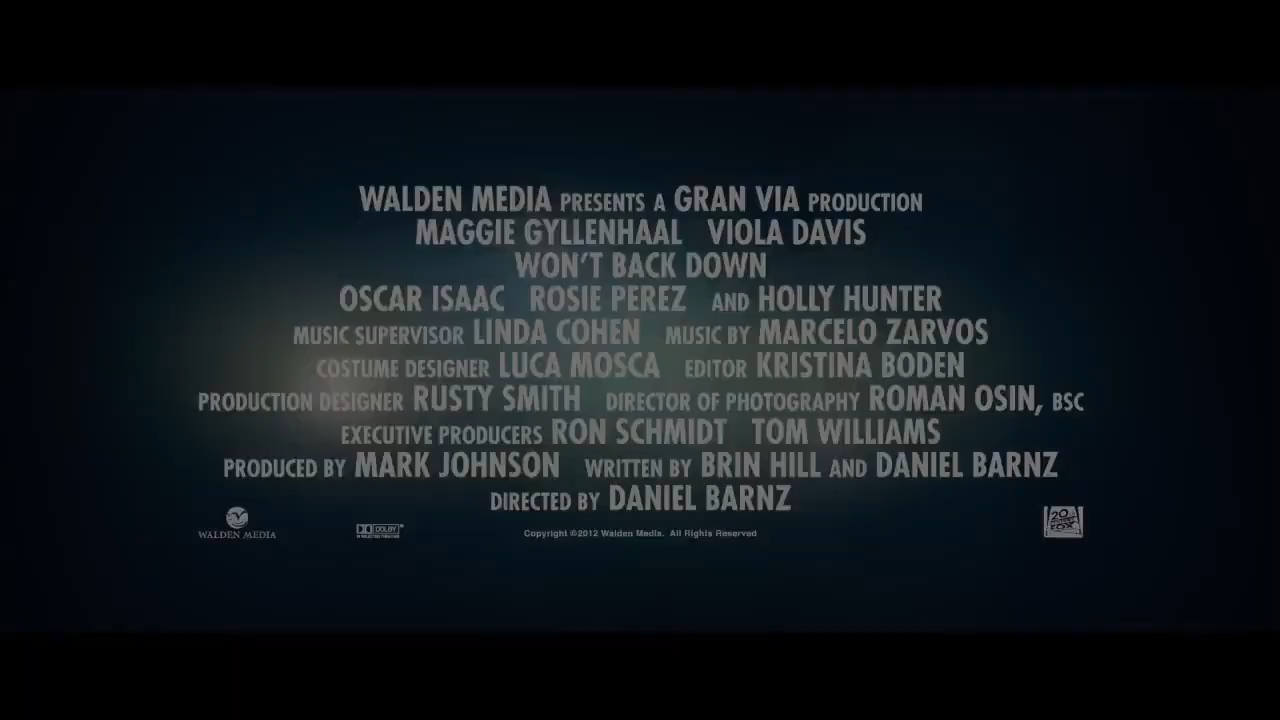 WALDEN MEDIA PRESENTS A GRAN VIA PRODUCTION
MAGGIE GYLLENHAAL VIOLA DAVIS
WON'T BACK DOWN
OSCAR ISAAC ROSIE PEREZ AND HOLLY HUNTER
MUSIC SUPERVISOR LINDA COHEN MUSIC BY MARCELO ZARVOS
COSTUME DESIGNER LUCA MOSCA EDITOR KRISTINA BODEN
PRODUCTION DESIGNER RUSTY SMITH DIRECTOR OF PHOTOGRAPHY ROMAN OSIN, BSC
EXECUTIVE PRODUCERS RON SCHMIDT TOM WILLIAMS
PRODUCED BY MARK JOHNSON WRITTEN BY BRIN HILL AND DANIEL BARNZ
DIRECTED BY DANIEL BARNZ
WALDEN MEDIA DOLBY Copyright ©2012 Walden Media. All Rights Reserved 20 FOX